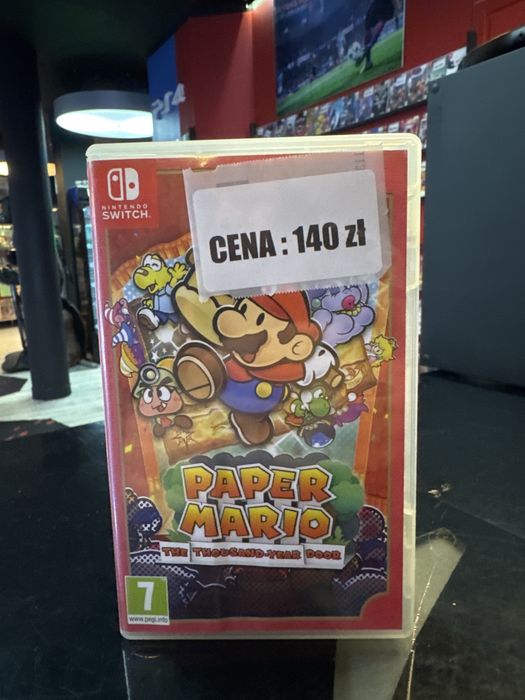 PS4
NINTENDO
SWITCH
CENA : 140 zł
PAPER
MARIO
THE THOUSAND-YEAR DOOR
7
www.pegi.info